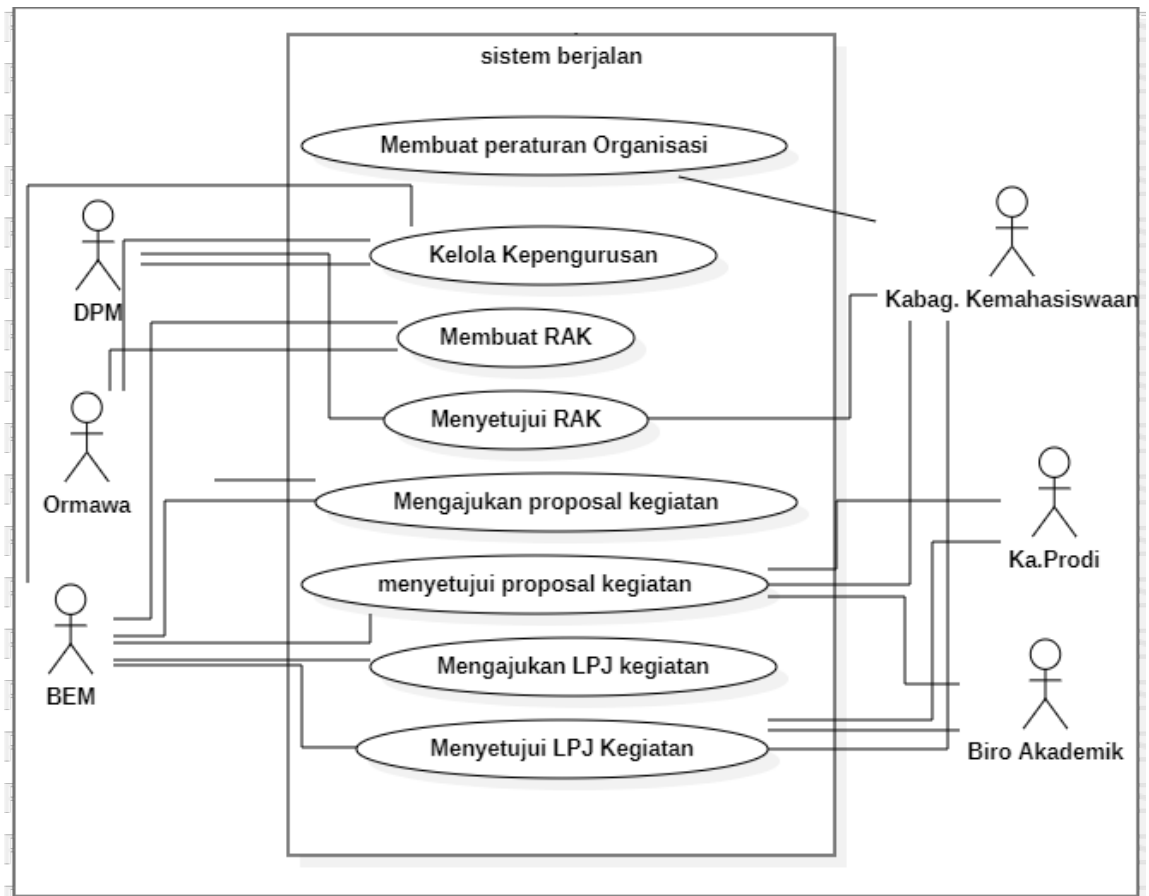 sistem berjalan
Membuat peraturan Organisasi
Kelola Kepengurusan
DPM
Kabag. Kemahasiswaan
Membuat RAK
Menyetujui RAK
Ormawa
Mengajukan proposal kegiatan
Ka.Prodi
menyetujui proposal kegiatan
Mengajukan LPJ kegiatan
BEM
Menyetujui LPJ Kegiatan
Biro Akademik